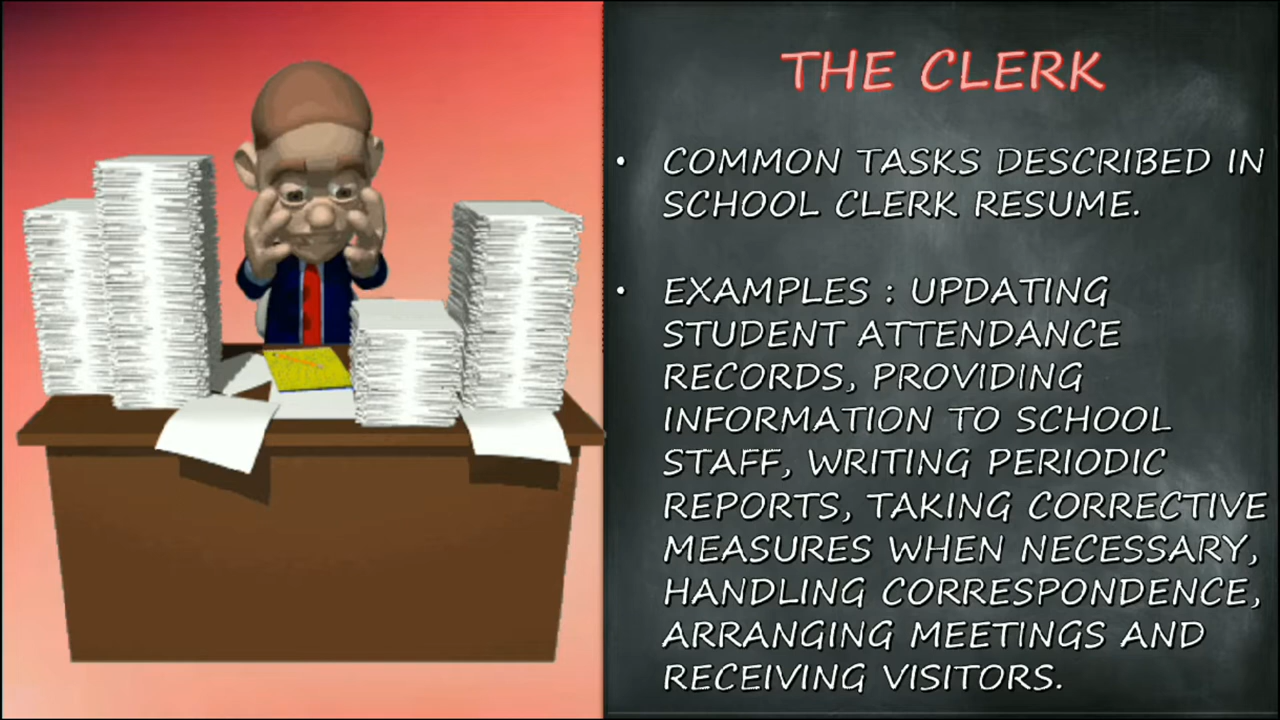 THE CLERK
• COMMON TASKS DESCRIBED IN
SCHOOL CLERK RESUME.
• EXAMPLES : UPDATING
STUDENT ATTENDANCE
RECORDS, PROVIDING
INFORMATION TO SCHOOL
STAFF, WRITING PERIODIC
REPORTS, TAKING CORRECTIVE
MEASURES WHEN NECESSARY,
HANDLING CORRESPONDENCE,
ARRANGING MEETINGS AND
RECEIVING VISITORS.